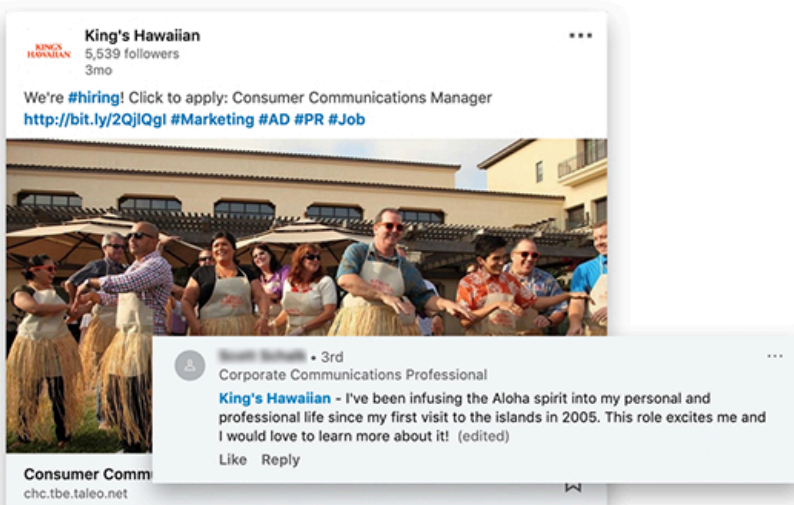 KING'S
HAWAIIAN
King's Hawaiian
5,539 followers
3mo
We're #hiring! Click to apply: Consumer Communications Manager
http://bit.ly/2QjlQgl #Marketing #AD #PR #Job
• 3rd
Corporate Communications Professional
King's Hawaiian - I've been infusing the Aloha spirit into my personal and
professional life since my first visit to the islands in 2005. This role excites me and
I would love to learn more about it! (edited)
Like Reply
Consumer Comm
chc.tbe.taleo.net